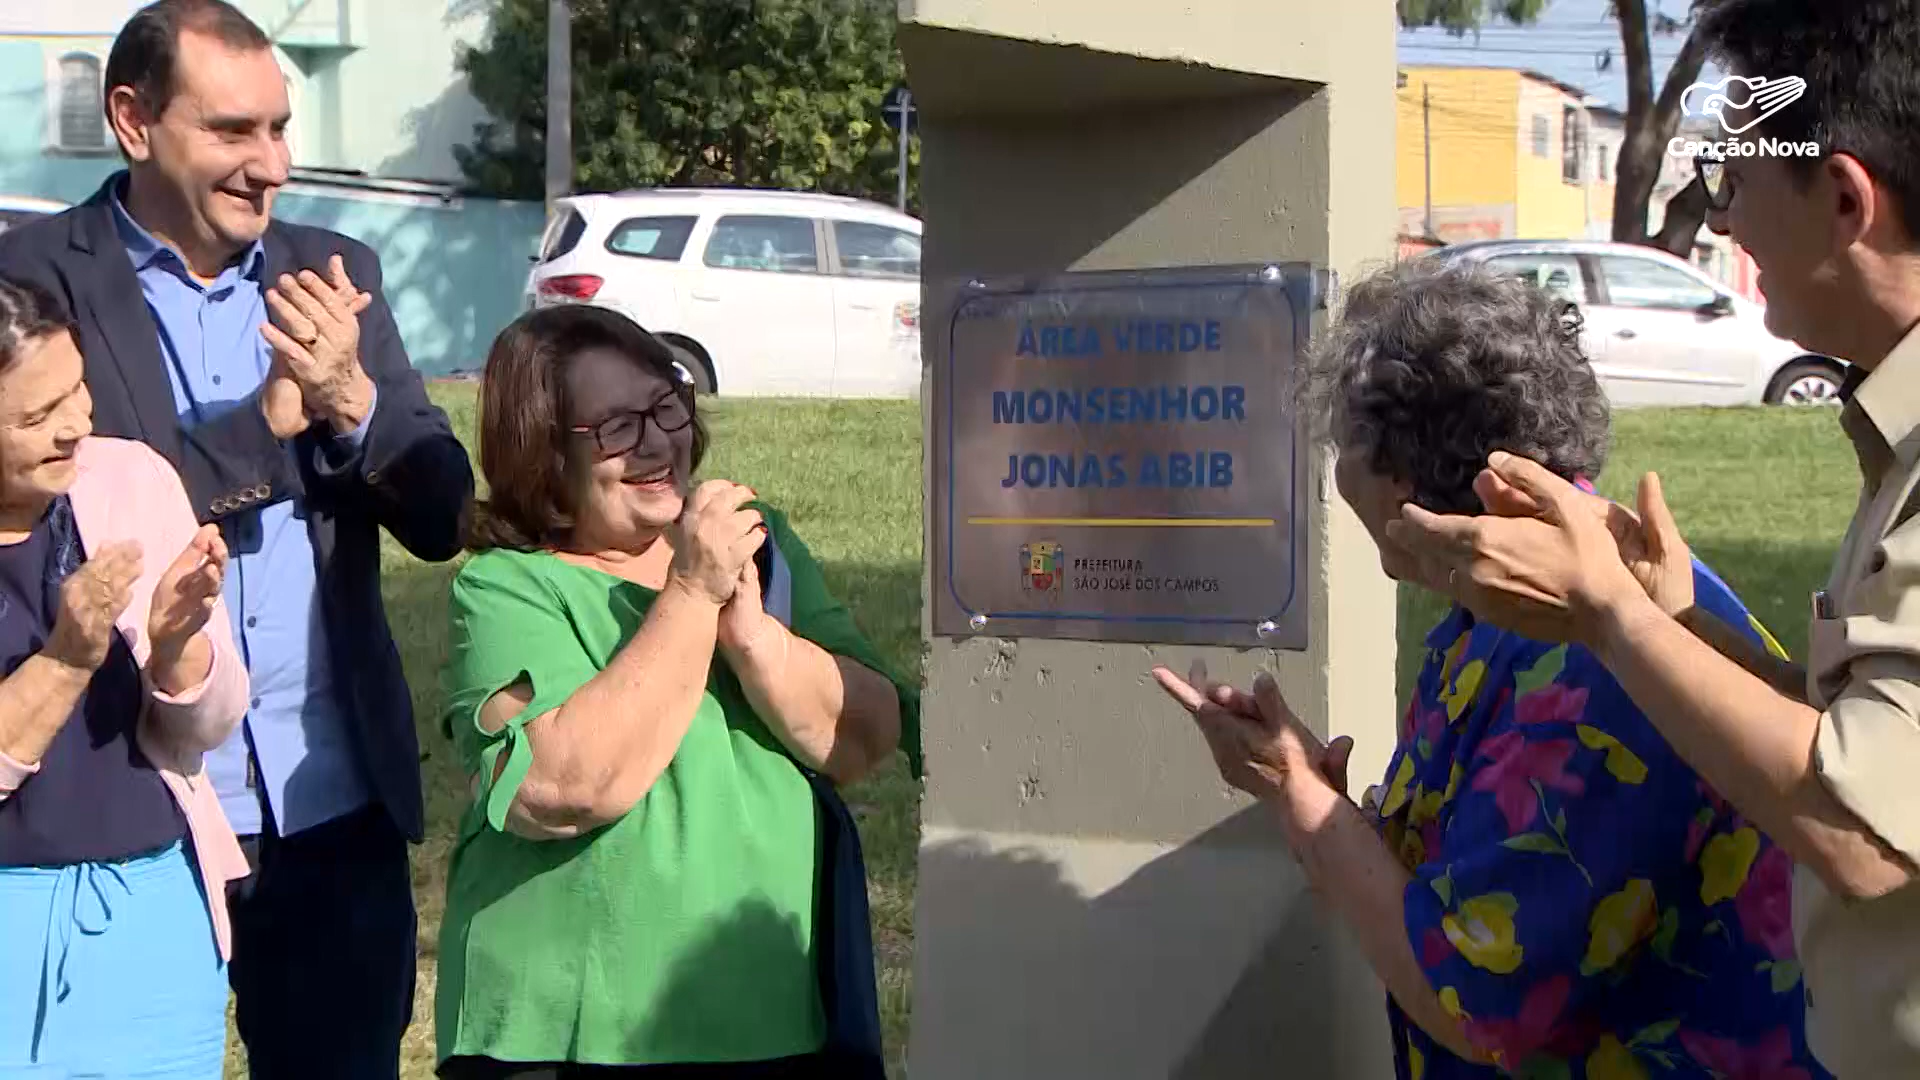 Canção Nova
ÁREA VERDE
MONSENHOR
JONAS ABIB
PREFEITURA
SÃO JOSÉ DOS CAMPOS